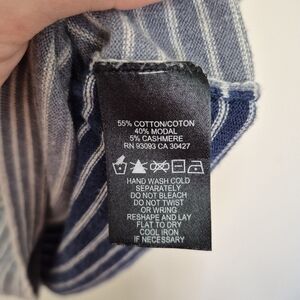 55% COTTON/COTON
40% MODAL
5% CASHMERE
RN 93093 CA 30427
HAND WASH COLD
SEPARATELY
DO NOT BLEACH
DO NOT TWIST
OR WRING
RESHAPE AND LAY
FLAT TO DRY
COOL IRON
IF NECESSARY